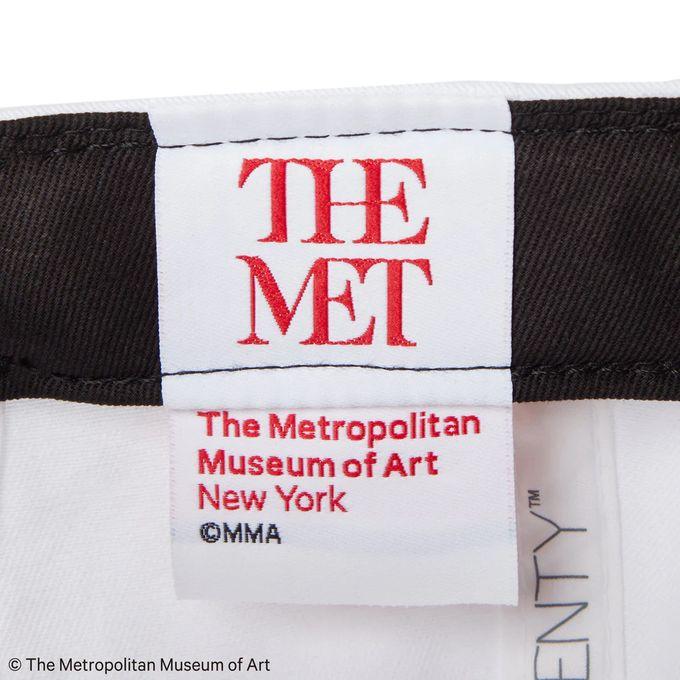 THE
MET
The Metropolitan
Museum of Art
New York
©MMA
ENTY™
© The Metropolitan Museum of Art